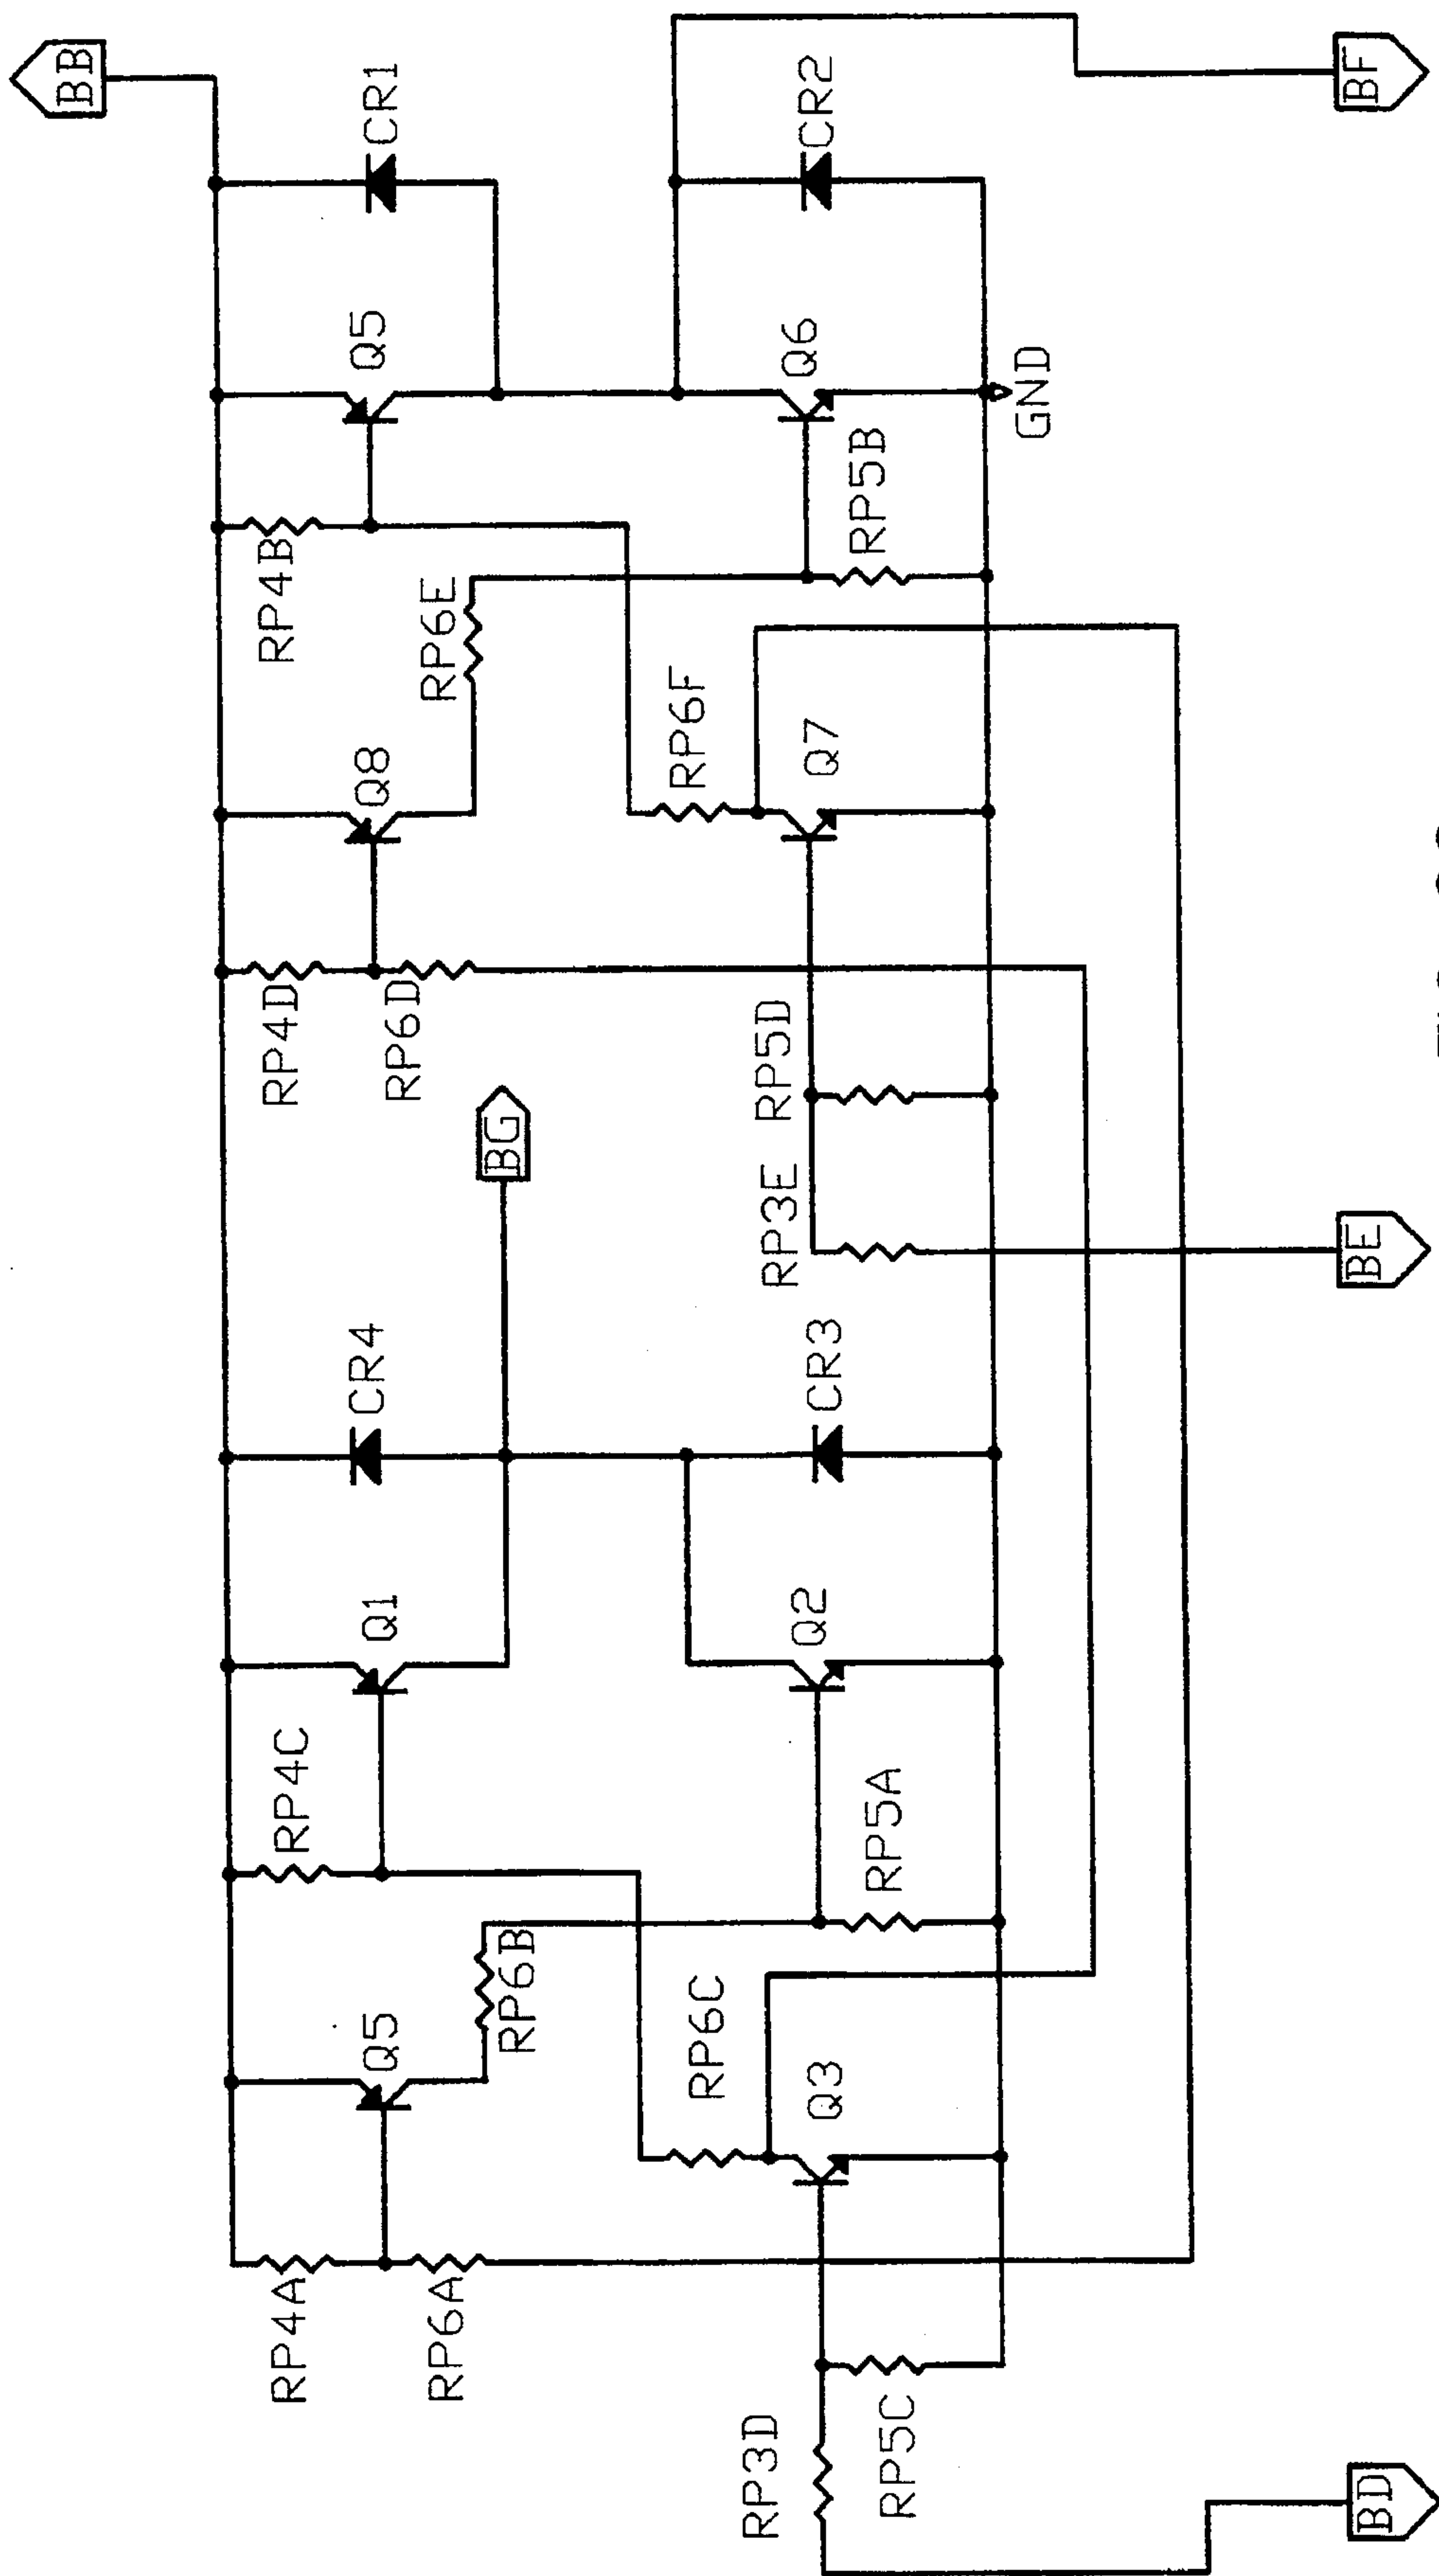 BB
CR1
CR2
BF
Q5
Q6
GND
RP4B
RP5B
RP6E
RP6F
Q8
Q7
RP4D
RP6D
RP5D
BG
RP3E
BE
CR4
CR3
Q1
Q2
RP4C
RP5A
RP6B
RP6C
Q5
Q3
RP4A
RP6A
RP3D
RP5C
BD